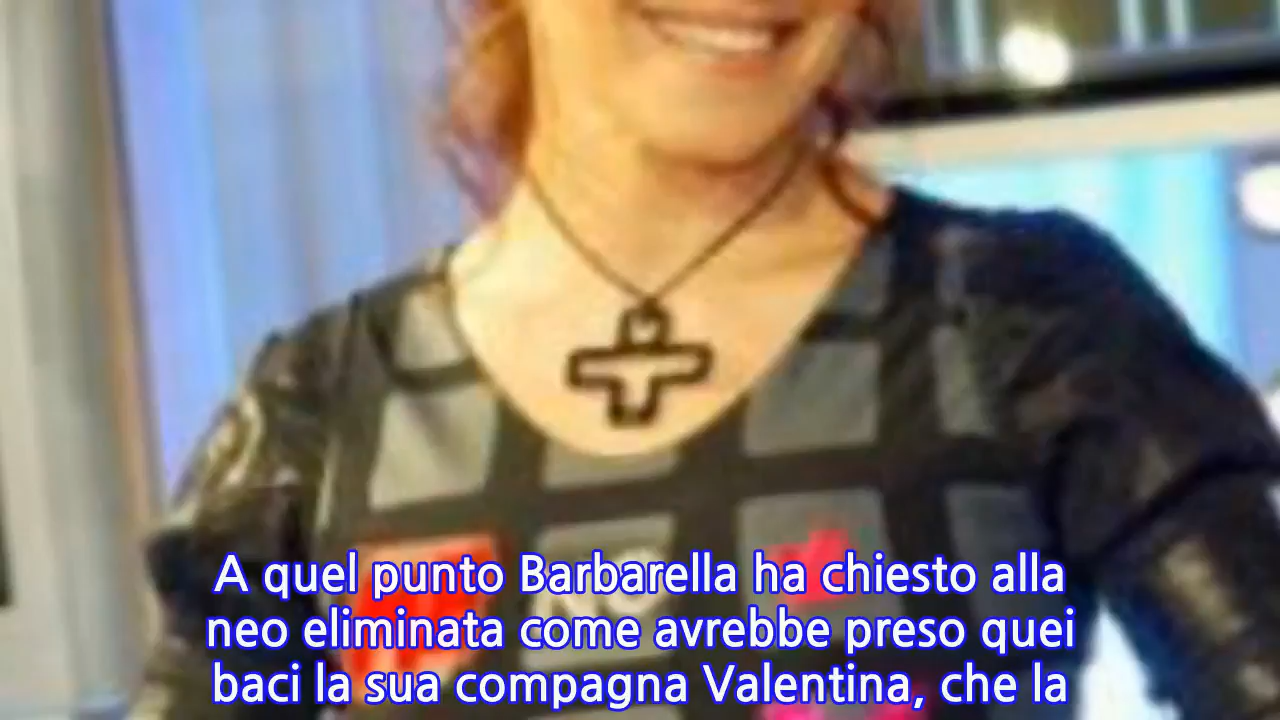 A quel punto Barbarella ha chiesto alla
neo eliminata come avrebbe preso quei
baci la sua compagna Valentina, che la